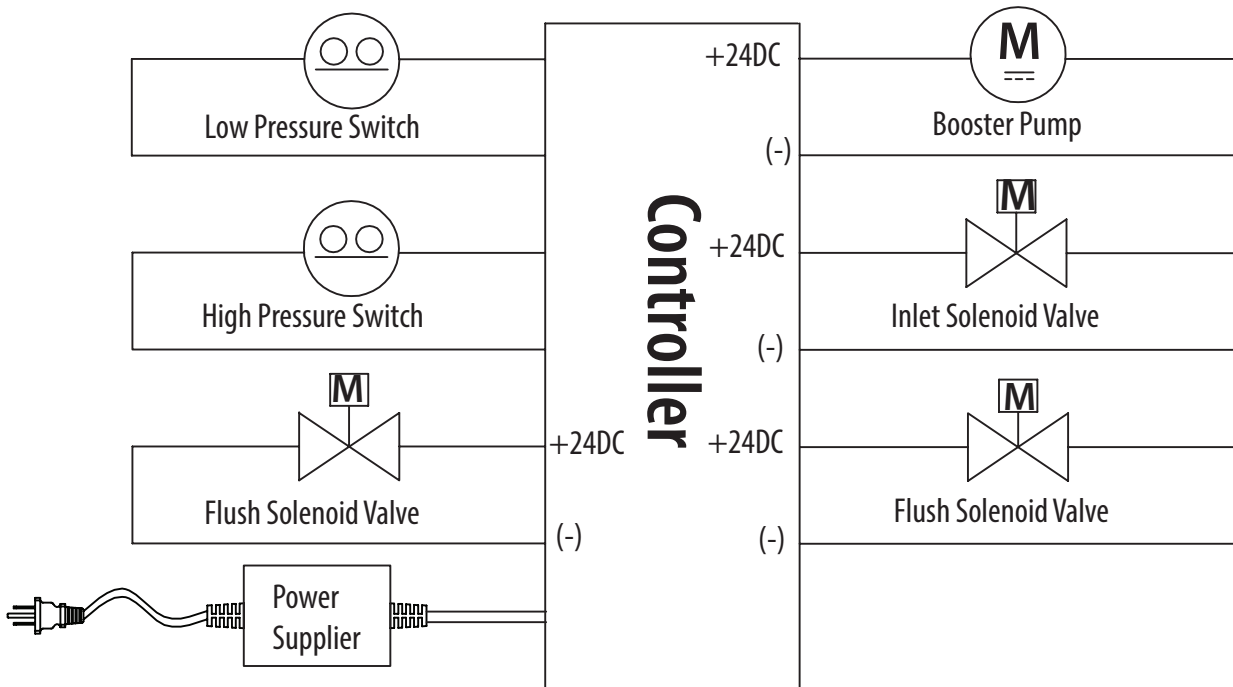 Low Pressure Switch
High Pressure Switch
M
+24DC
Flush Solenoid Valve
(-)
Power
Supplier
Controller
+24DC
M
Booster Pump
(-)
M
+24DC
Inlet Solenoid Valve
(-)
M
+24DC
Flush Solenoid Valve
(-)